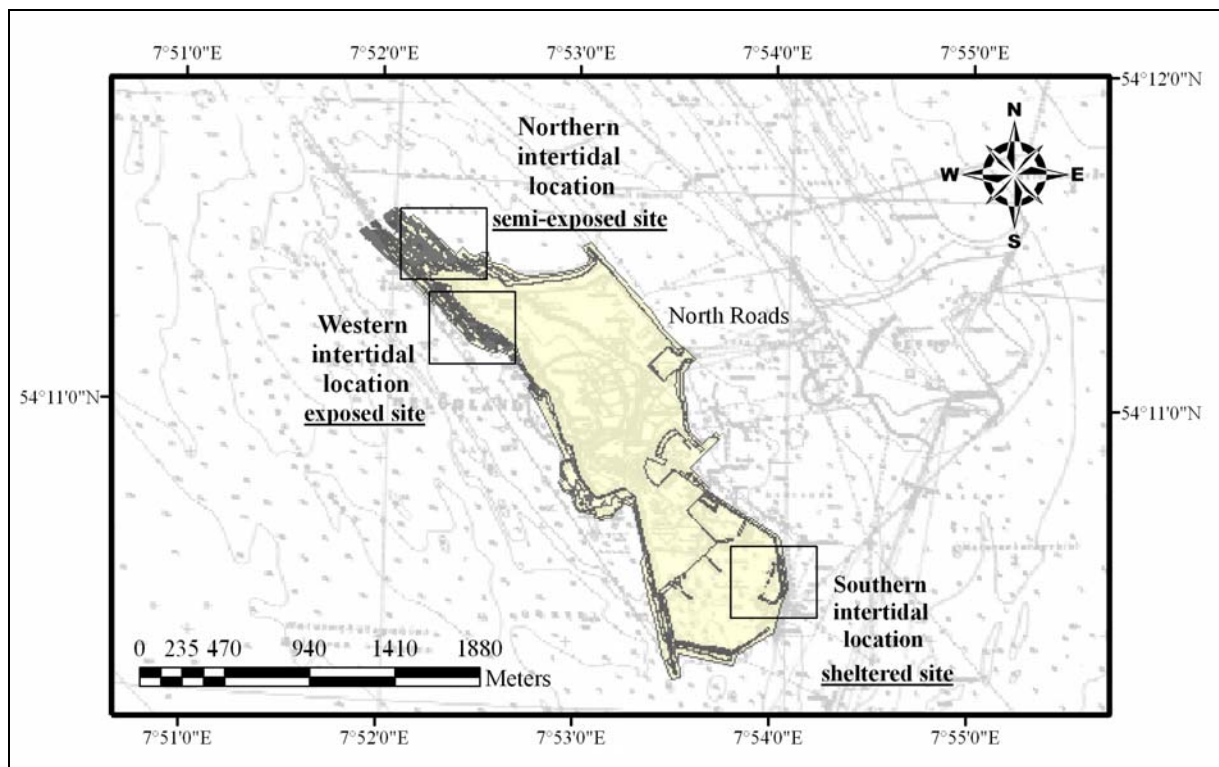 7°51'0"E 7°52'0"E 7°53'0"E 7°54'0"E 7°55'0"E
54°12'0"N
N
W E
S
Northern
intertidal
location
semi-exposed site
North Roads
Western
intertidal
location
exposed site
54°11'0"N 54°11'0"N
Southern
intertidal
location
sheltered site
0 235 470 940 1410 1880
Meters
7°51'0"E 7°52'0"E 7°53'0"E 7°54'0"E 7°55'0"E